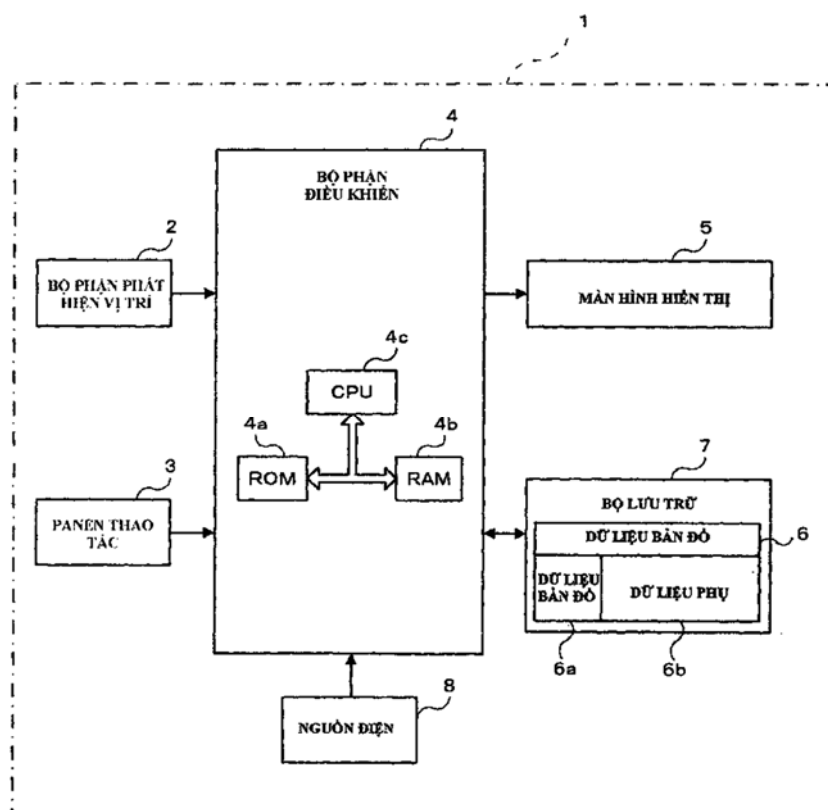 1
4
BỘ PHẬN
ĐIỀU KHIỂN
2
BỘ PHẬN PHÁT
HIỆN VỊ TRÍ
5
MÀN HÌNH HIỂN THỊ
4c
CPU
4a
ROM
4b
RAM
3
PANEN THAO
TÁC
7
BỘ LƯU TRỮ
DỮ LIỆU BẢN ĐỒ
6
DỮ LIỆU
BẢN ĐỒ
DỮ LIỆU PHỤ
6a
6b
NGUỒN ĐIỆN
8